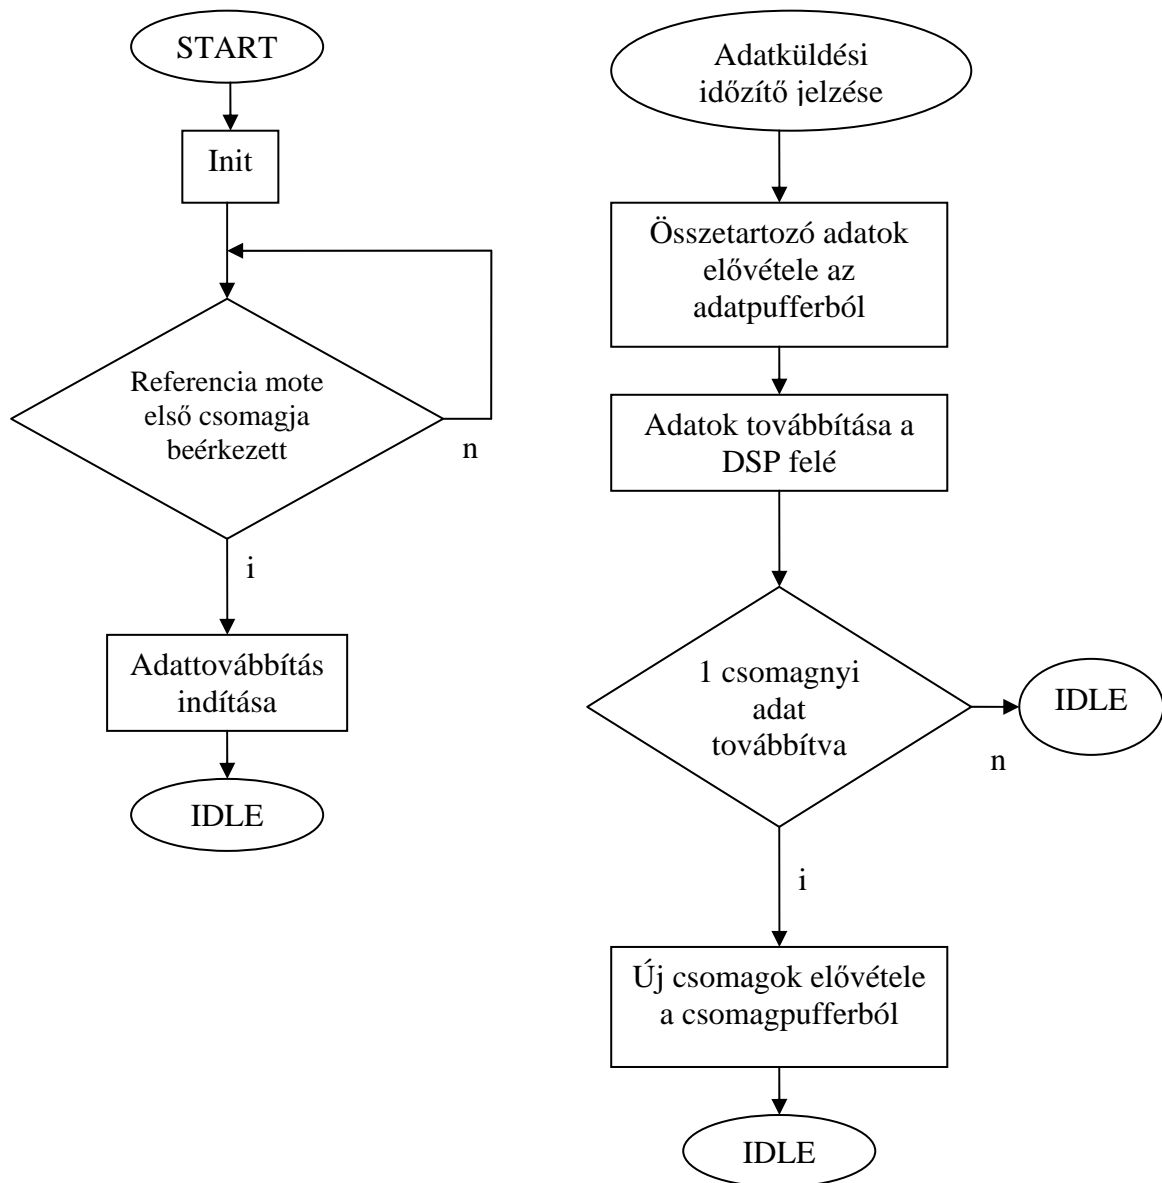 START
Init
Referencia mote
első csomagja
beérkezett
n
i
Adattovábbítás
indítása
IDLE
Adatküldési
időzítő jelzése
Összetartozó adatok
elővétele az
adatpufferból
Adatok továbbítása a
DSP felé
1 csomagnyi
adat
továbbítva
n
IDLE
i
Új csomagok elővétele
a csomagpufferból
IDLE